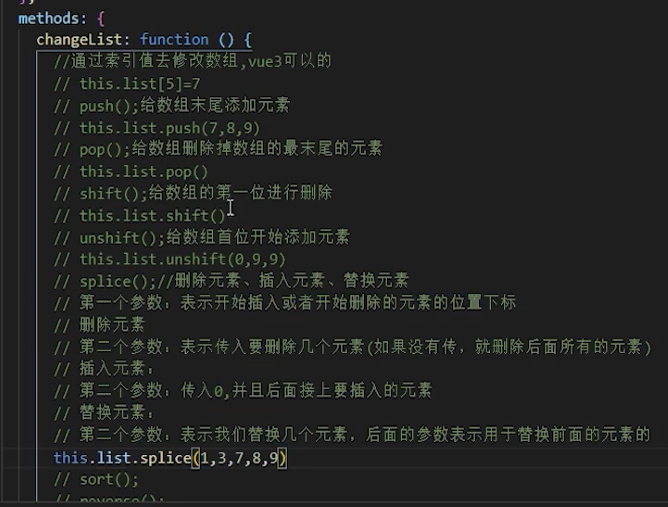 },
methods: {
changeList: function () {
//通过索引值去修改数组,vue3可以的
// this.list[5]=7
// push();给数组末尾添加元素
// this.list.push(7,8,9)
// pop();给数组删除掉数组的最末尾的元素
// this.list.pop()
// shift();给数组的第一位进行删除
// this.list.shift()
// unshift();给数组首位开始添加元素
// this.list.unshift(0,9,9)
// splice();//删除元素、插入元素、替换元素
// 第一个参数：表示开始插入或者开始删除的元素的位置下标
// 删除元素
// 第二个参数：表示传入要删除几个元素(如果没有传，就删除后面所有的元素)
// 插入元素：
// 第二个参数：传入0,并且后面接上要插入的元素
// 替换元素：
// 第二个参数：表示我们替换几个元素，后面的参数表示用于替换前面的元素的
this.list.splice(1,3,7,8,9)
// sort();
// reverse();